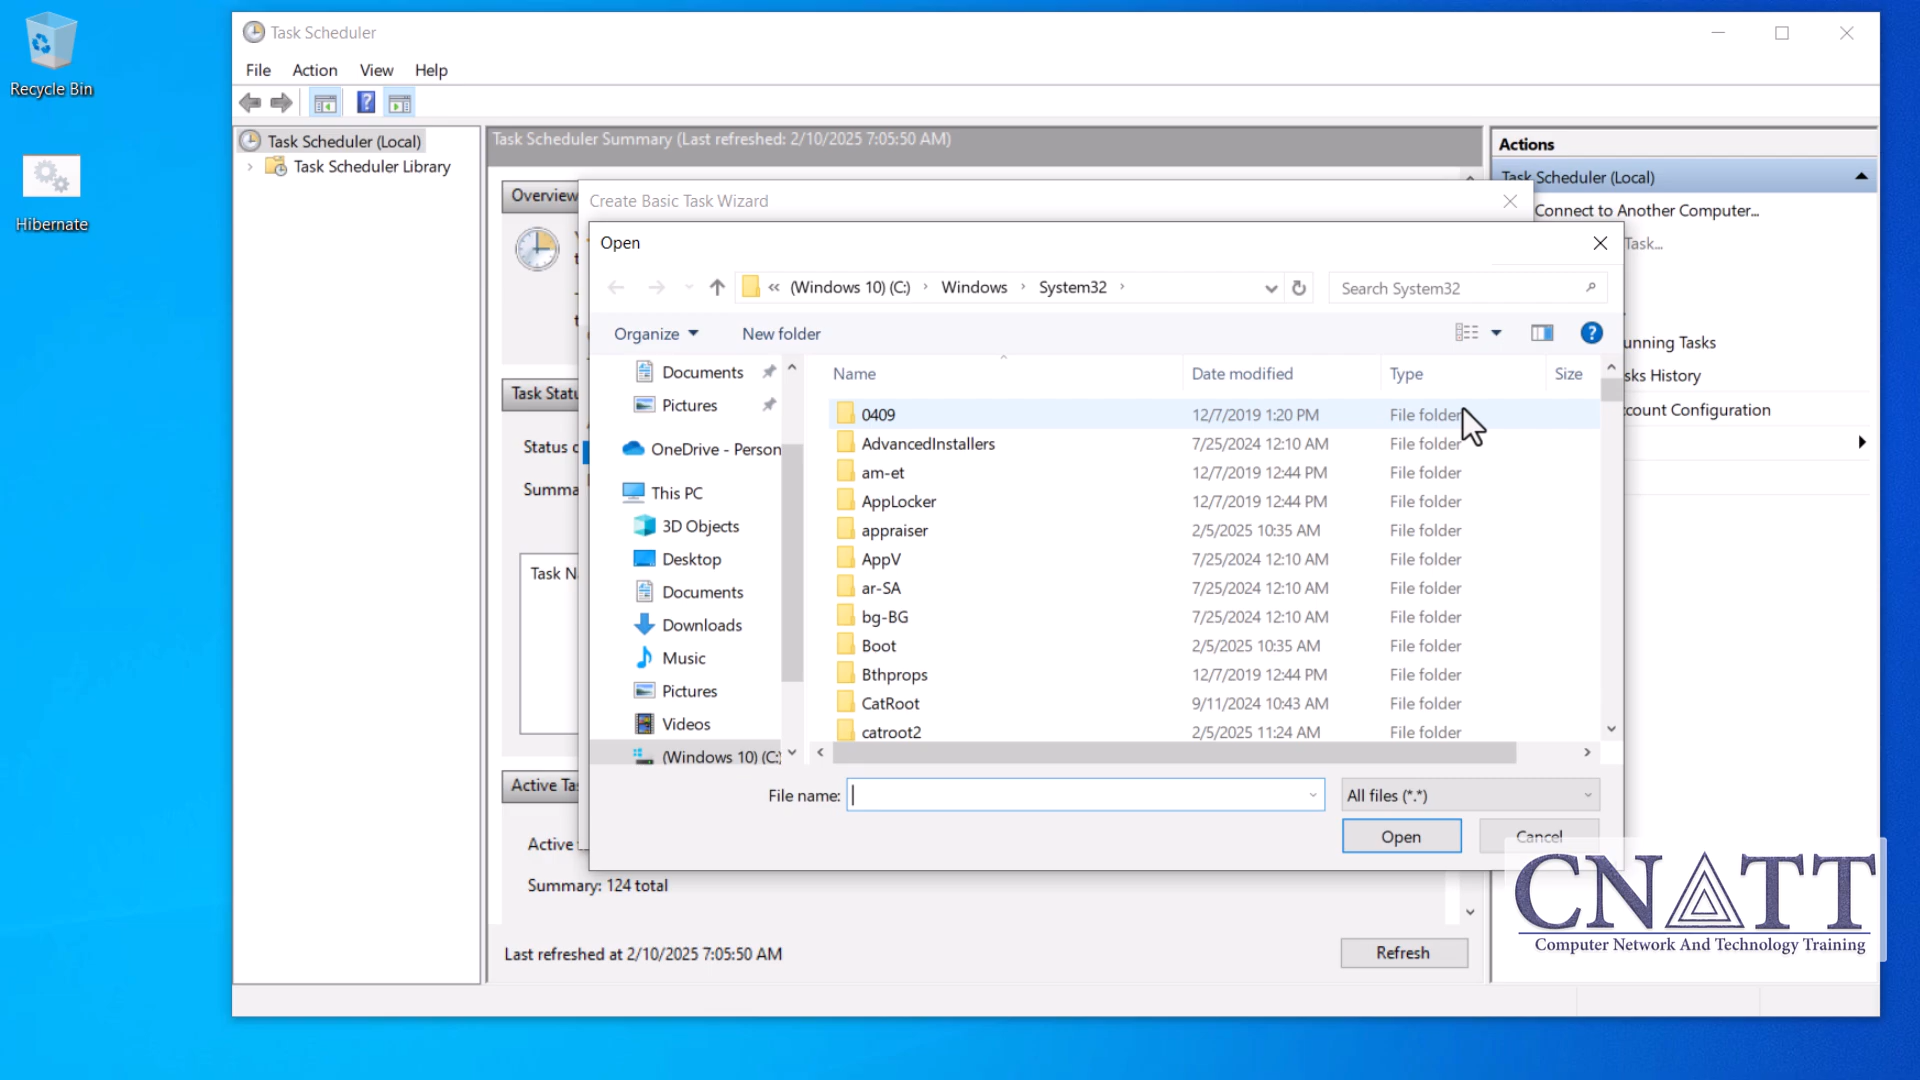 Recycle Bin
Hibernate
Task Scheduler
File Action View Help
Task Scheduler (Local)
Task Scheduler Library
Task Scheduler Summary (Last refreshed: 2/10/2025 7:05:50 AM)
Overview
Task Statu
Status o
Summa
Task N
Active Ta
Active
Summary: 124 total
Last refreshed at 2/10/2025 7:05:50 AM
Refresh
Actions
Task Scheduler (Local)
Connect to Another Computer...
Task...
unning Tasks
sks History
count Configuration
Create Basic Task Wizard
Open
« (Windows 10) (C:) › Windows › System32 ›
Search System32
Organize
New folder
Documents
Pictures
OneDrive - Person
This PC
3D Objects
Desktop
Documents
Downloads
Music
Pictures
Videos
(Windows 10) (C:
Name Date modified Type Size
0409 12/7/2019 1:20 PM File folder
AdvancedInstallers 7/25/2024 12:10 AM File folder
am-et 12/7/2019 12:44 PM File folder
AppLocker 12/7/2019 12:44 PM File folder
appraiser 2/5/2025 10:35 AM File folder
AppV 7/25/2024 12:10 AM File folder
ar-SA 7/25/2024 12:10 AM File folder
bg-BG 7/25/2024 12:10 AM File folder
Boot 2/5/2025 10:35 AM File folder
Bthprops 12/7/2019 12:44 PM File folder
CatRoot 9/11/2024 10:43 AM File folder
catroot2 2/5/2025 11:24 AM File folder
File name:
All files (*.*)
Open
Cancel
CNATT
Computer Network And Technology Training